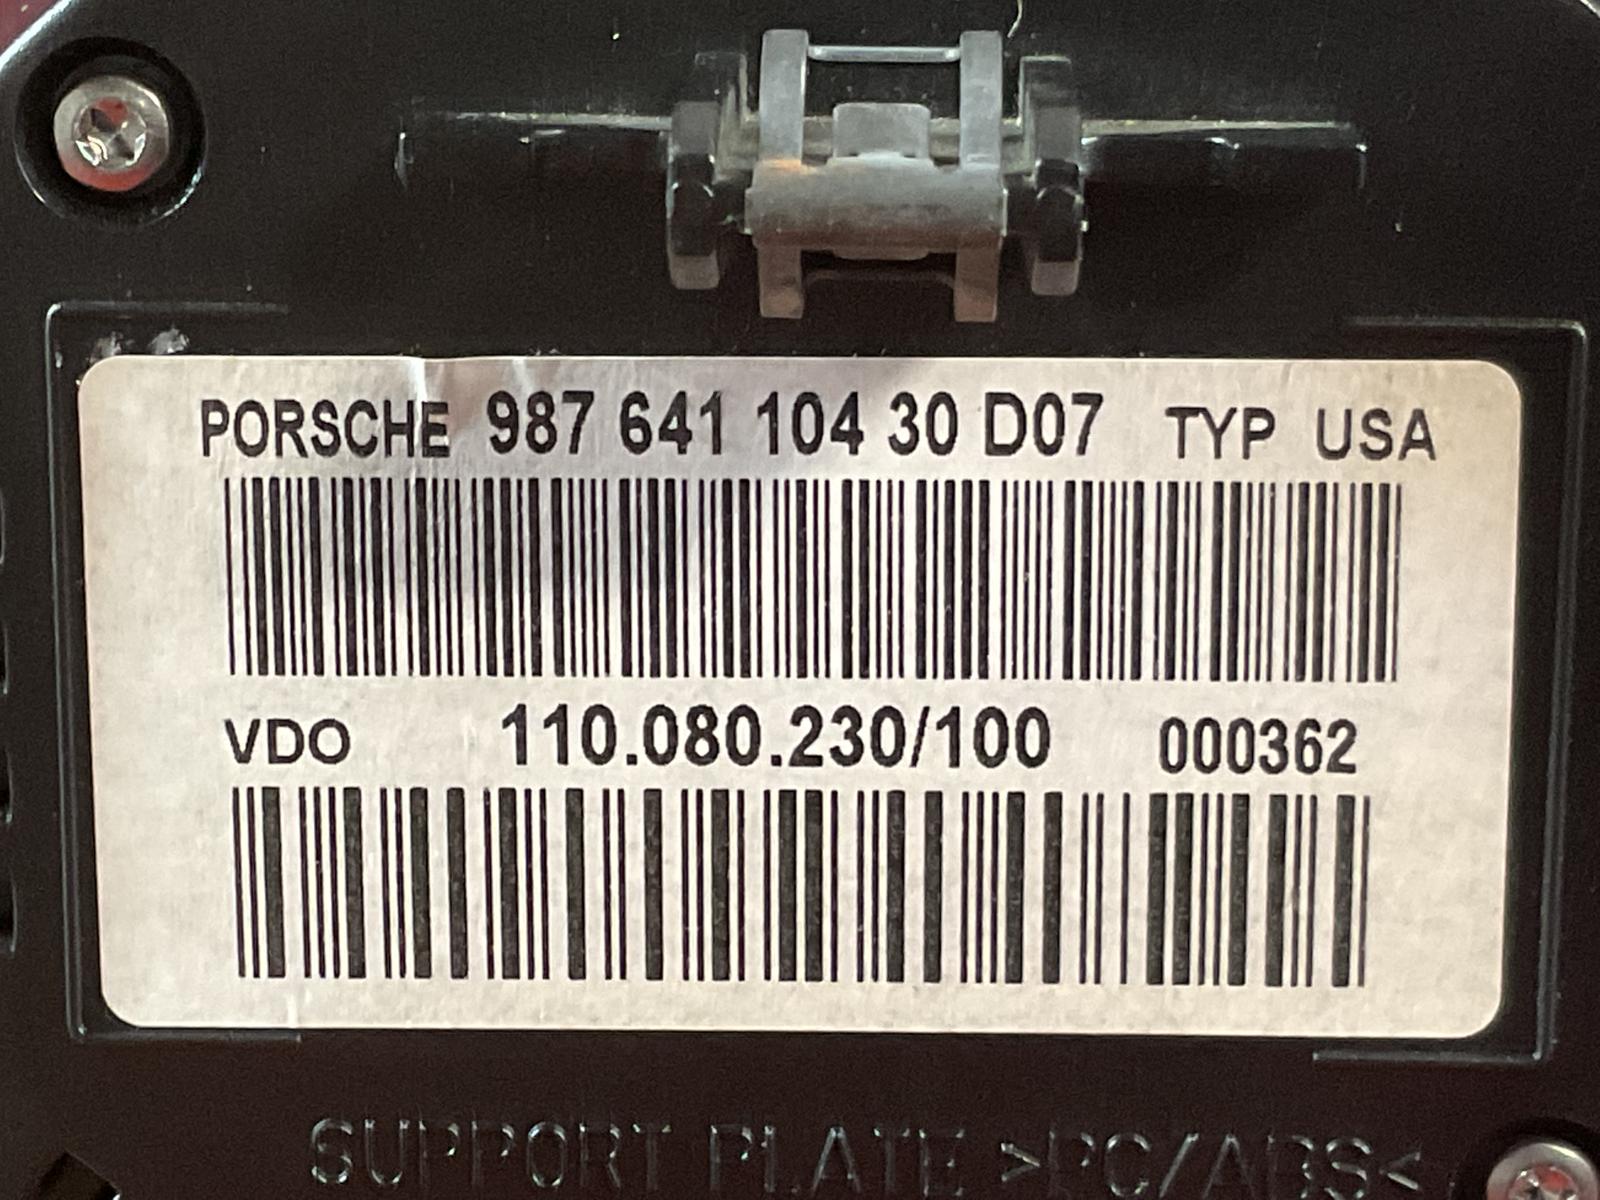 PORSCHE 987 641 104 30 D07 TYP USA
VDO 110.080.230/100 000362
SUPPORT PLATE >PC/ABS<